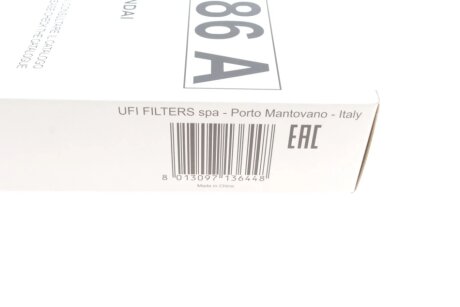 86 A
UFI FILTERS spa - Porto Mantovano - Italy
EAC
8 013097 136448
Made in China